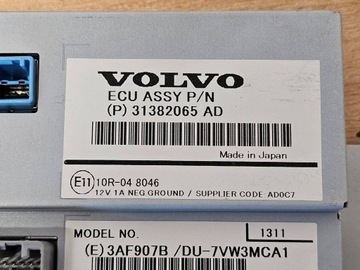 VOLVO
ECU ASSY P/N
(P) 31382065 AD
Made in Japan
E11 10R-04 8046
12V 1A NEG GROUND / SUPPLIER CODE AD0C7
MODEL NO. 1311
(E) 3AF907B /DU-7VW3MCA1